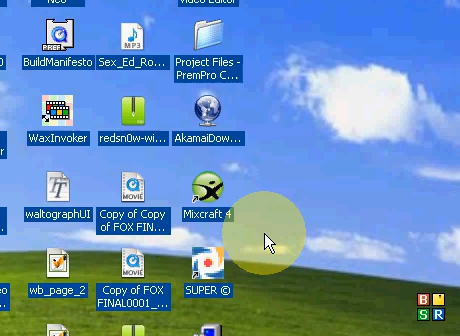 Neo
Video Editor
PREF
MP3
BuildManifesto
Sex_Ed_Ro...
Project Files -
PremPro C...
WaxInvoker
redsn0w-wi...
AkamaiDow...
MOVIE
waltographUI
Copy of Copy
of FOX FIN...
Mixcraft 4
MOVIE
wb_page_2
Copy of FOX
FINAL0001_...
SUPER ©
B
S R